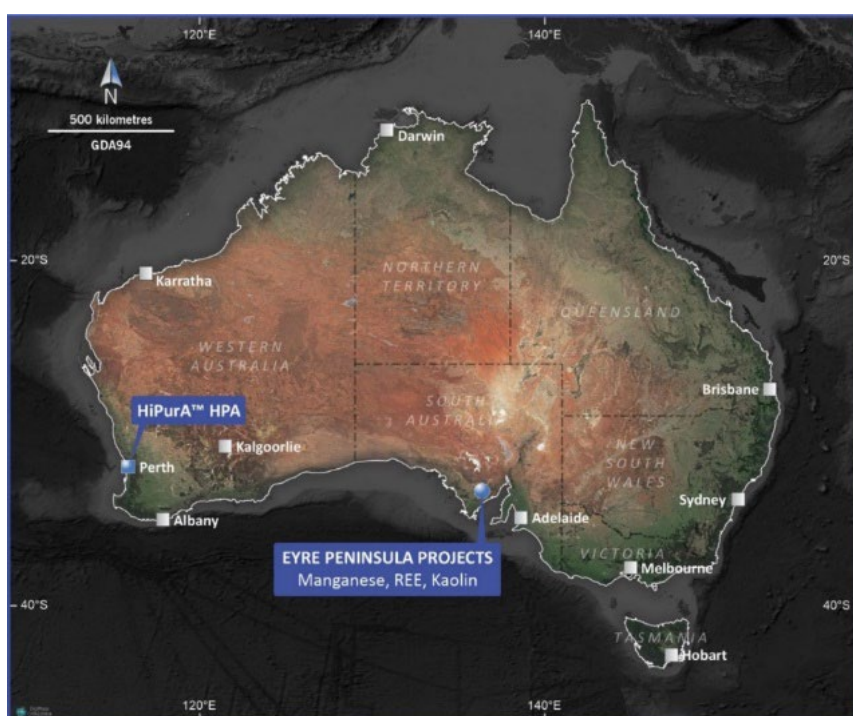 120°E
140°E
N
500 kilometres
GDA94
Darwin
20°S
20°S
Karratha
NORTHERN
TERRITORY
QUEENSLAND
WESTERN
AUSTRALIA
SOUTH
AUSTRALIA
Brisbane
HiPurA™ HPA
Kalgoorlie
Perth
NEW
SOUTH
WALES
Sydney
Albany
Adelaide
EYRE PENINSULA PROJECTS
Manganese, REE, Kaolin
VICTORIA
Melbourne
40°S
40°S
TASMANIA
Hobart
120°E
140°E